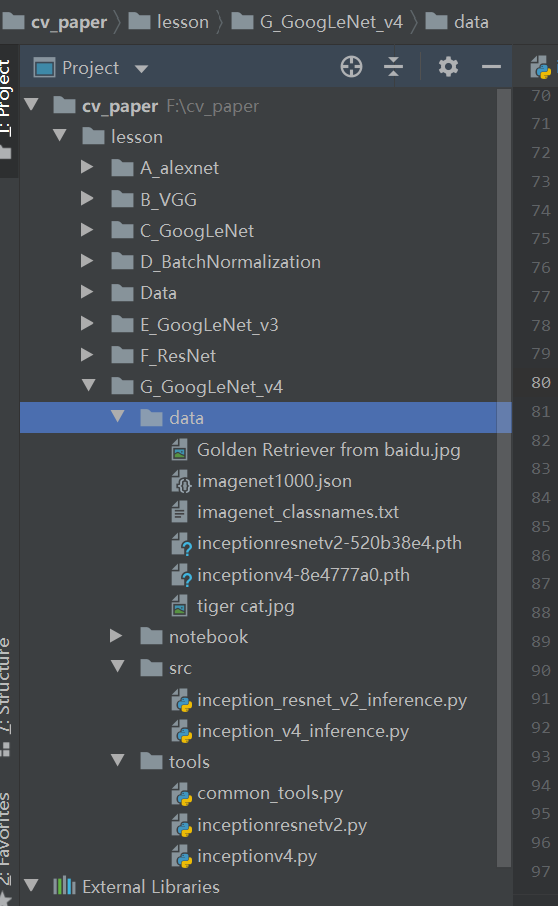 cv_paper lesson G_GoogLeNet_v4 data
1: Project
Project
cv_paper F:\cv_paper
lesson
A_alexnet
B_VGG
C_GoogLeNet
D_BatchNormalization
Data
E_GoogLeNet_v3
F_ResNet
G_GoogLeNet_v4
data
Golden Retriever from baidu.jpg
imagenet1000.json
imagenet_classnames.txt
inceptionresnetv2-520b38e4.pth
inceptionv4-8e4777a0.pth
tiger cat.jpg
notebook
src
inception_resnet_v2_inference.py
inception_v4_inference.py
tools
common_tools.py
inceptionresnetv2.py
inceptionv4.py
External Libraries
7: Structure
2: Favorites
70
71
72
73
74
75
76
77
78
79
80
81
82
83
84
85
86
87
88
89
90
91
92
93
94
95
96
97